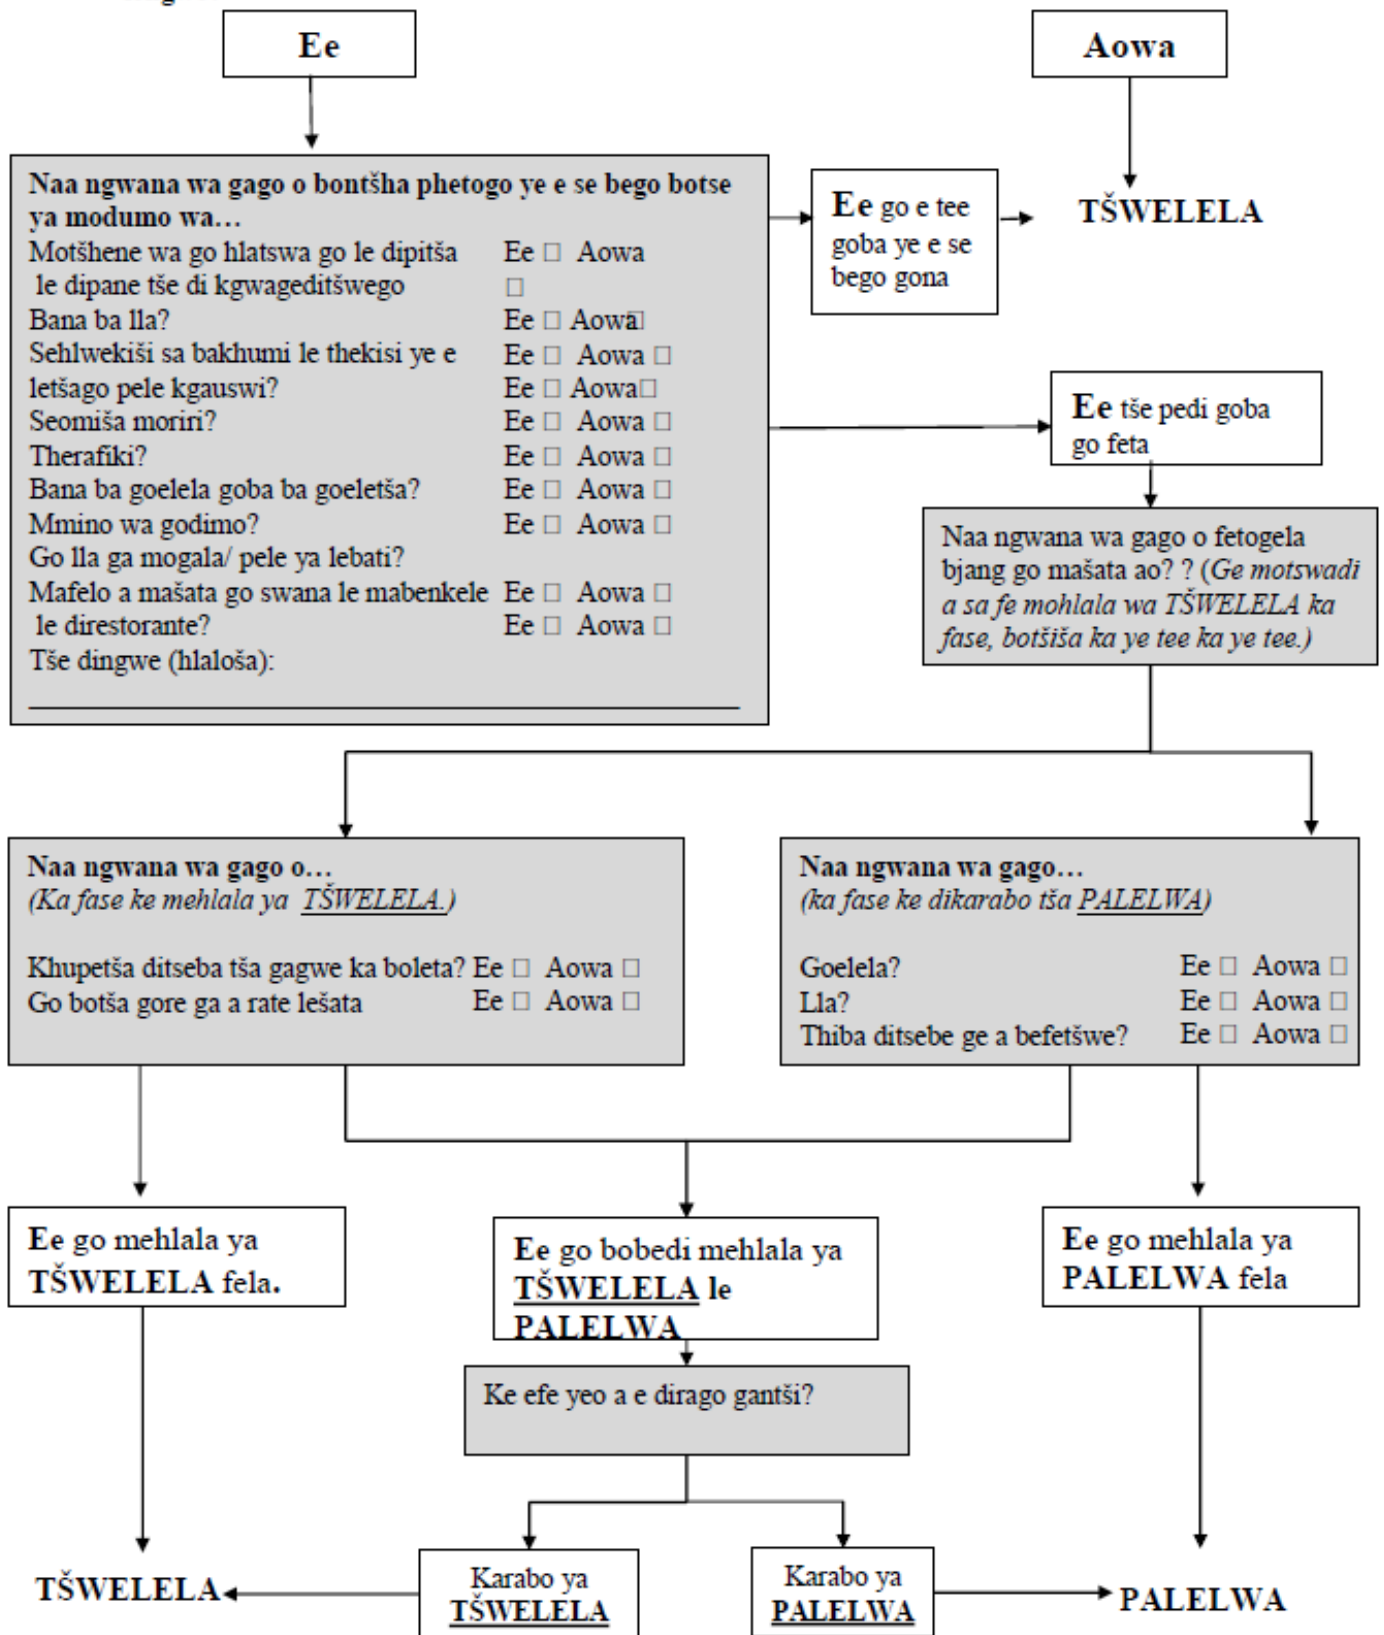 Ee
Aowa
Naa ngwana wa gago o bontšha phetogo ye e se bego botse
ya modumo wa…
Motšhene wa go hlatswa go le dipitša Ee □ Aowa
le dipane tše di kgwageditšwego □
Bana ba lla? Ee □ Aowa□
Sehlwekiši sa bakhumi le thekisi ye e Ee □ Aowa □
letšago pele kgauswi? Ee □ Aowa□
Seomiša moriri? Ee □ Aowa □
Therafiki? Ee □ Aowa □
Bana ba goelela goba ba goeletša? Ee □ Aowa □
Mmino wa godimo? Ee □ Aowa □
Go lla ga mogala/ pele ya lebati?
Mafelo a mašata go swana le mabenkele Ee □ Aowa □
le direstorante? Ee □ Aowa □
Tše dingwe (hlaloša):
Ee go e tee
goba ye e se
bego gona
TŠWELELA
Ee tše pedi goba
go feta
Naa ngwana wa gago o fetogela
bjang go mašata ao? ? (Ge motswadi
a sa fe mohlala wa TŠWELELA ka
fase, botšiša ka ye tee ka ye tee.)
Naa ngwana wa gago o…
(Ka fase ke mehlala ya TŠWELELA.)
Khupetša ditseba tša gagwe ka boleta? Ee □ Aowa □
Go botša gore ga a rate lešata Ee □ Aowa □
Naa ngwana wa gago…
(ka fase ke dikarabo tša PALELWA)
Goelela? Ee □ Aowa □
Lla? Ee □ Aowa □
Thiba ditsebe ge a befetšwe? Ee □ Aowa □
Ee go mehlala ya
TŠWELELA fela.
Ee go bobedi mehlala ya
TŠWELELA le
PALELWA
Ee go mehlala ya
PALELWA fela
Ke efe yeo a e dirago gantši?
TŠWELELA
Karabo ya
TŠWELELA
Karabo ya
PALELWA
PALELWA